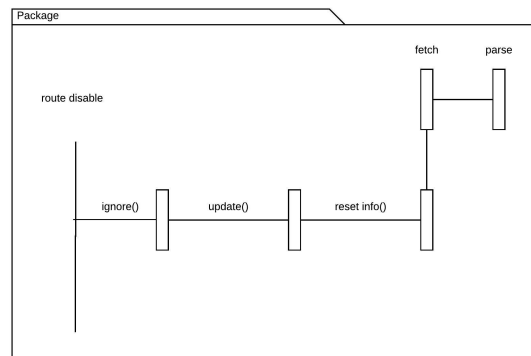 Package
fetch parse
route disable
ignore() update() reset info()